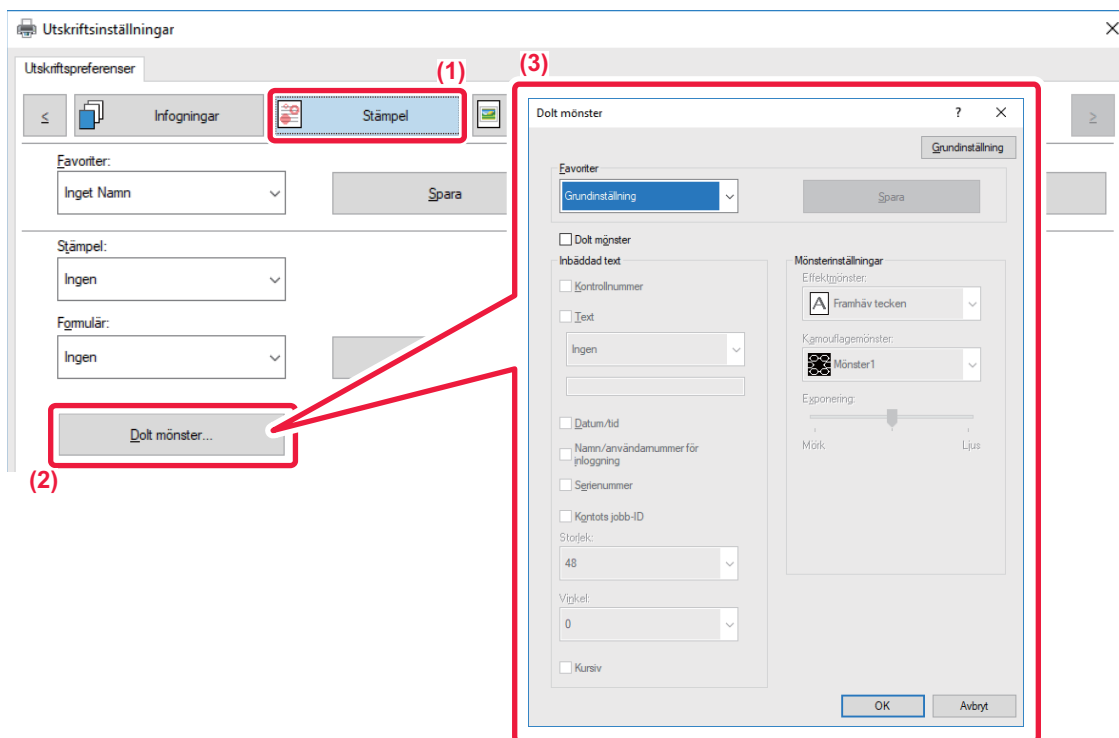 Utskriftsinställningar
Utskriftspreferenser
(1)
(3)
<
Infogningar
Stämpel
>
Favoriter:
Inget Namn
Spara
Stämpel:
Ingen
Formulär:
Ingen
Dolt mönster...
(2)
Dolt mönster
?
Grundinställning
Favoriter
Grundinställning
Spara
Dolt mönster
Inbäddad text
Kontrollnummer
Text
Ingen
Datum/tid
Namn/användarnummer för
inloggning
Serienummer
Kontots jobb-ID
Storlek:
48
Vinkel:
0
Kursiv
Mönsterinställningar
Effektmönster:
A Framhäv tecken
Kamouflagemönster:
Mönster1
Exponering:
Mörk
Ljus
OK
Avbryt